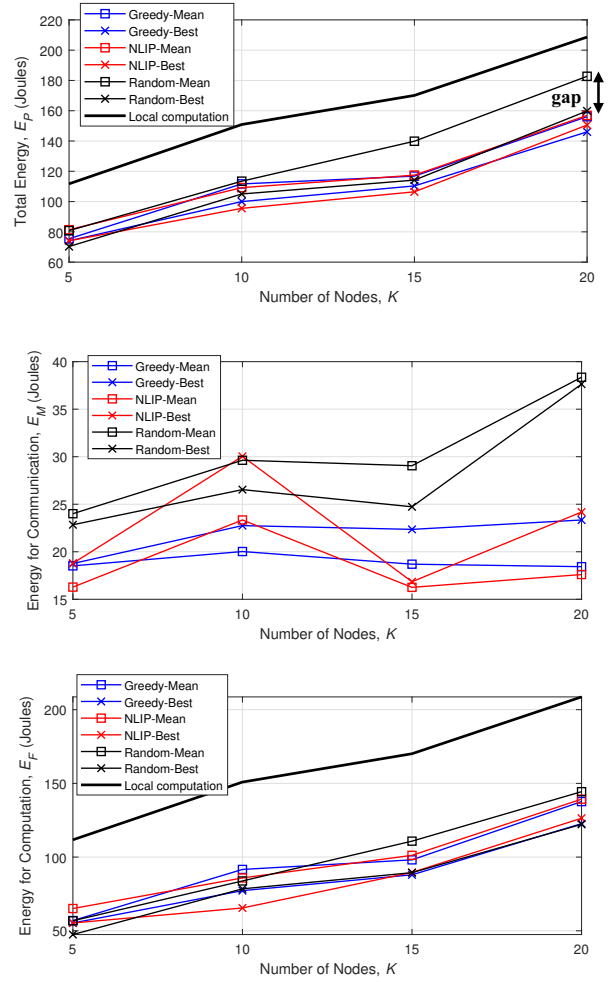 220
200
180
160
140
120
100
80
60
Total Energy, E_P (Joules)
Greedy-Mean
Greedy-Best
NLIP-Mean
NLIP-Best
Random-Mean
Random-Best
Local computation
gap
5 10 15 20
Number of Nodes, K
40
35
30
25
20
15
Energy for Communication, E_M (Joules)
Greedy-Mean
Greedy-Best
NLIP-Mean
NLIP-Best
Random-Mean
Random-Best
5 10 15 20
Number of Nodes, K
200
150
100
50
Energy for Computation, E_F (Joules)
Greedy-Mean
Greedy-Best
NLIP-Mean
NLIP-Best
Random-Mean
Random-Best
Local computation
5 10 15 20
Number of Nodes, K